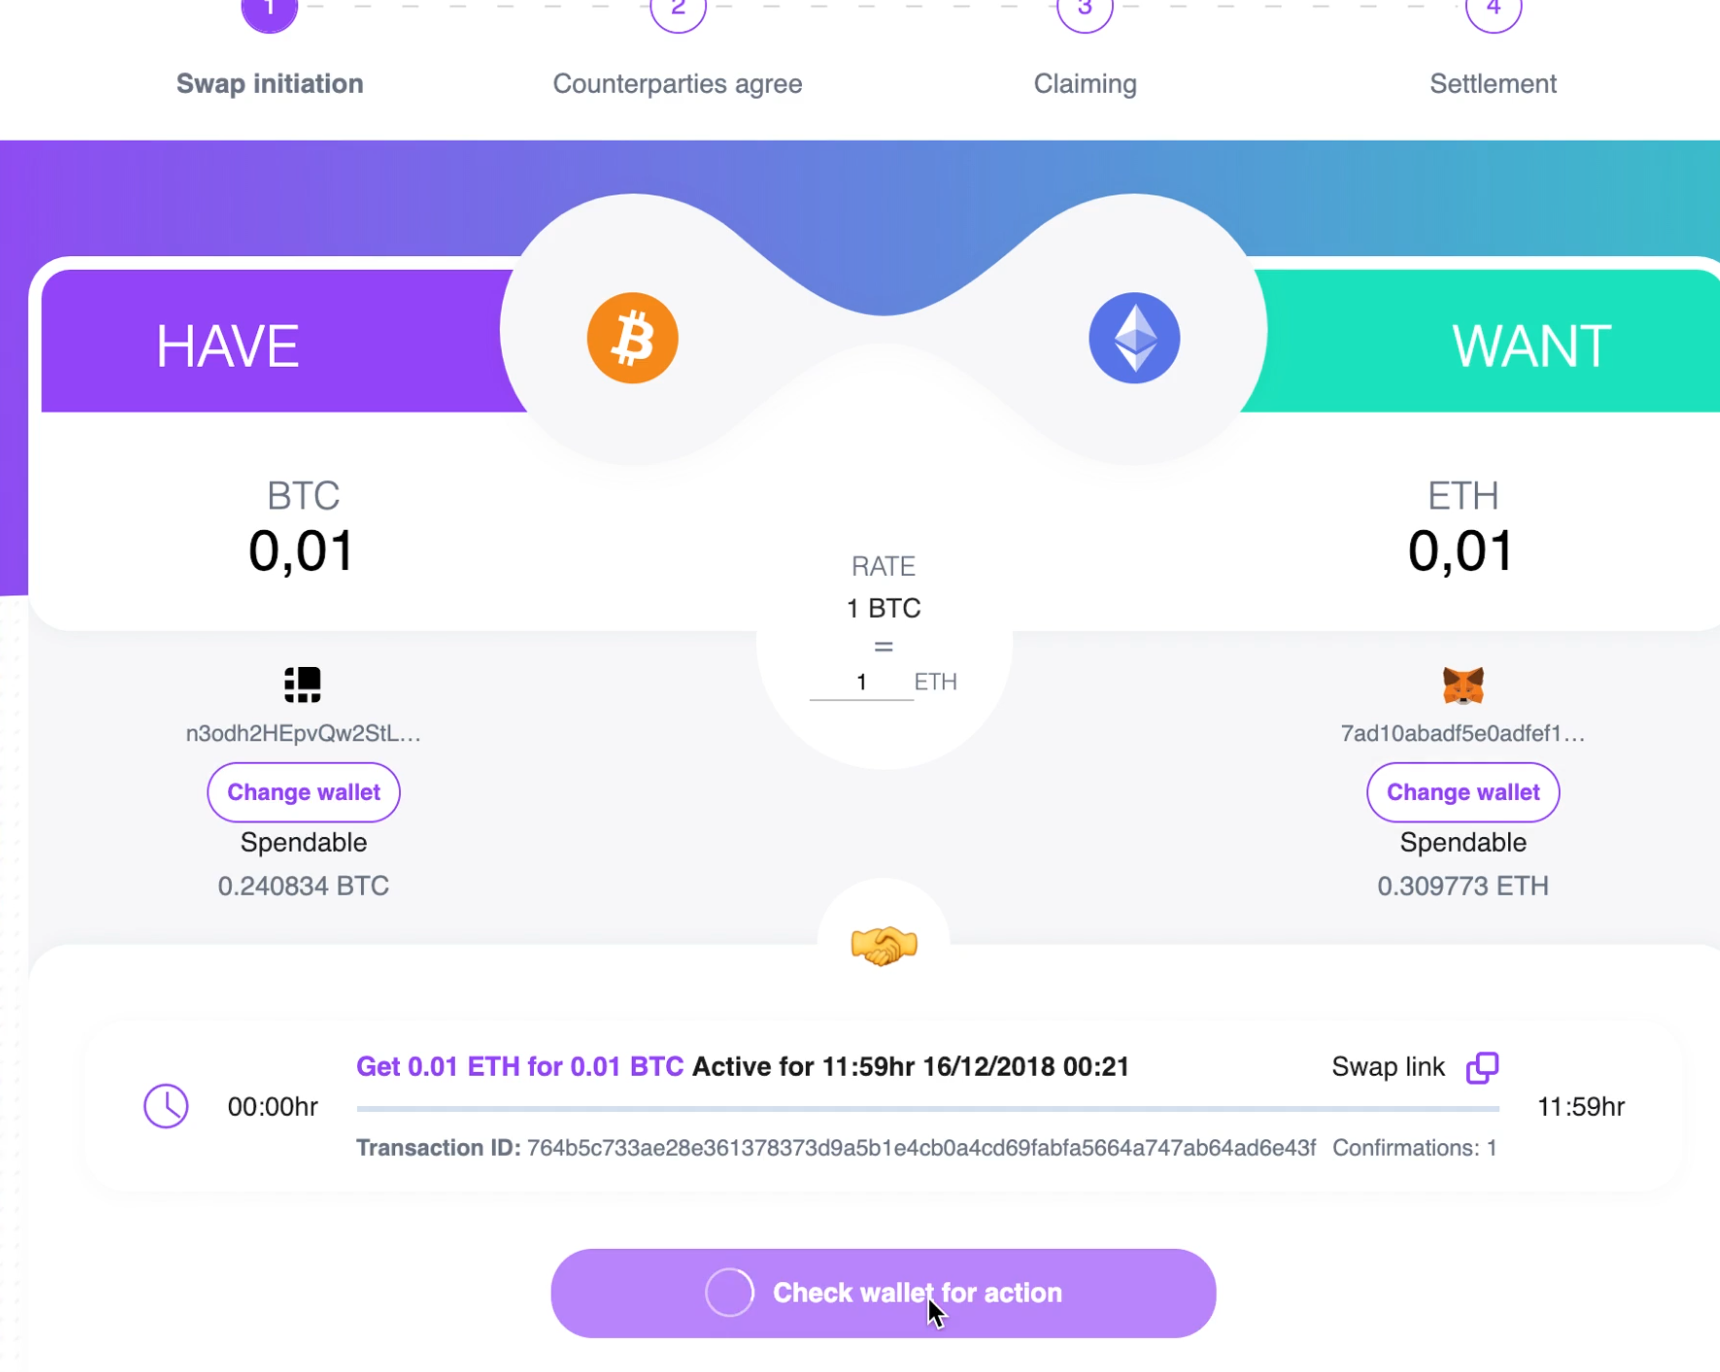 1
2
3
4
Swap initiation
Counterparties agree
Claiming
Settlement
HAVE
WANT
BTC
0,01
ETH
0,01
RATE
1 BTC
=
1 ETH
n3odh2HEpvQw2StL...
7ad10abadf5e0adfef1...
Change wallet
Change wallet
Spendable
Spendable
0.240834 BTC
0.309773 ETH
Get 0.01 ETH for 0.01 BTC Active for 11:59hr 16/12/2018 00:21
Swap link
00:00hr
11:59hr
Transaction ID: 764b5c733ae28e361378373d9a5b1e4cb0a4cd69fabfa5664a747ab64ad6e43f
Confirmations: 1
Check wallet for action